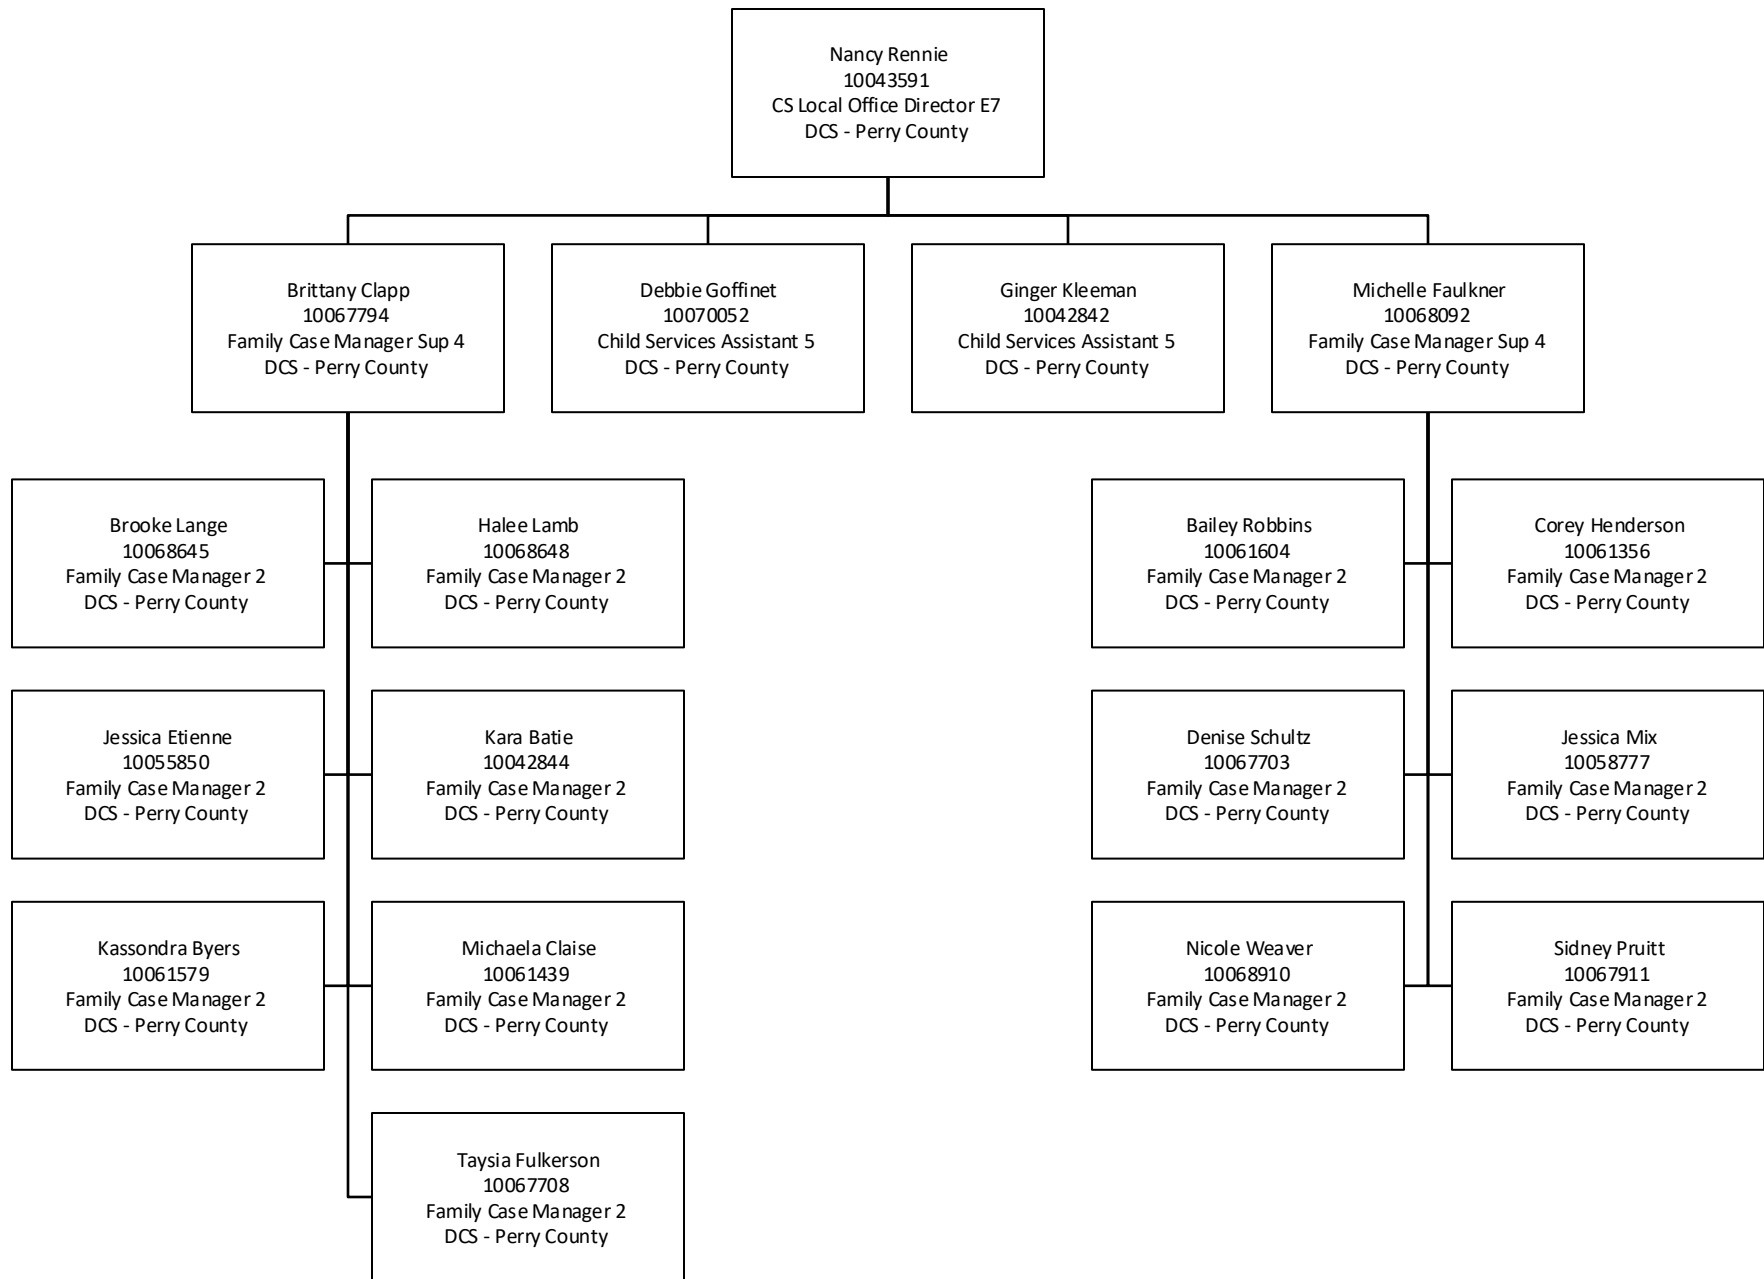 Nancy Rennie
10043591
CS Local Office Director E7
DCS - Perry County
Brittany Clapp
10067794
Family Case Manager Sup 4
DCS - Perry County
Debbie Goffinet
10070052
Child Services Assistant 5
DCS - Perry County
Ginger Kleeman
10042842
Child Services Assistant 5
DCS - Perry County
Michelle Faulkner
10068092
Family Case Manager Sup 4
DCS - Perry County
Brooke Lange
10068645
Family Case Manager 2
DCS - Perry County
Halee Lamb
10068648
Family Case Manager 2
DCS - Perry County
Bailey Robbins
10061604
Family Case Manager 2
DCS - Perry County
Corey Henderson
10061356
Family Case Manager 2
DCS - Perry County
Jessica Etienne
10055850
Family Case Manager 2
DCS - Perry County
Kara Batie
10042844
Family Case Manager 2
DCS - Perry County
Denise Schultz
10067703
Family Case Manager 2
DCS - Perry County
Jessica Mix
10058777
Family Case Manager 2
DCS - Perry County
Kassondra Byers
10061579
Family Case Manager 2
DCS - Perry County
Michaela Claise
10061439
Family Case Manager 2
DCS - Perry County
Nicole Weaver
10068910
Family Case Manager 2
DCS - Perry County
Sidney Pruitt
10067911
Family Case Manager 2
DCS - Perry County
Taysia Fulkerson
10067708
Family Case Manager 2
DCS - Perry County